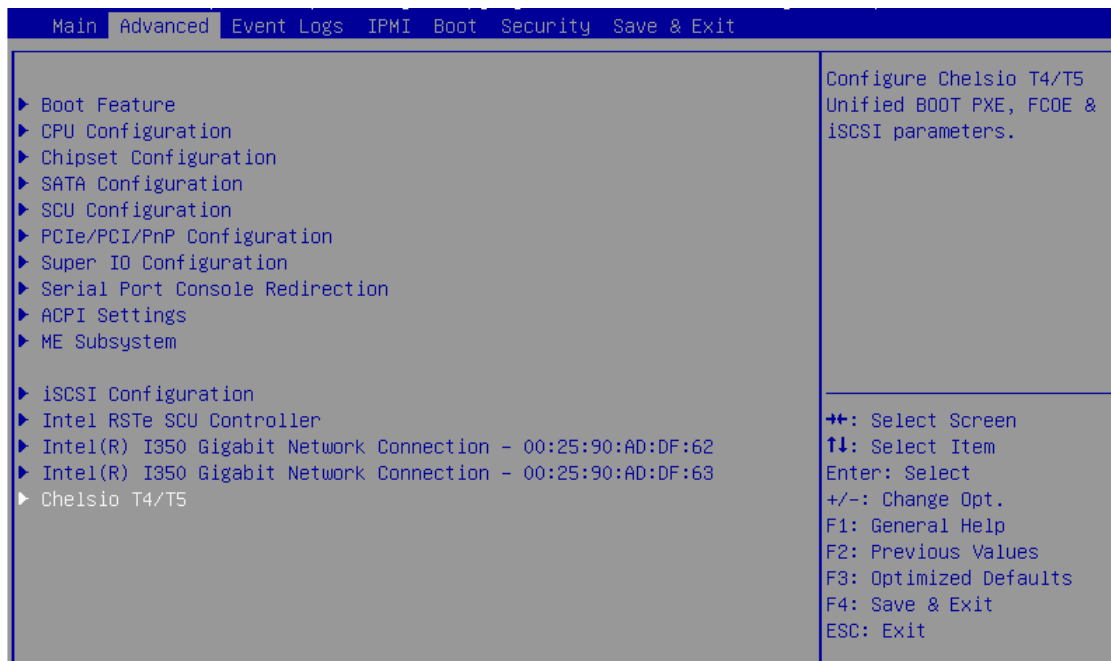 Main Advanced Event Logs IPMI Boot Security Save & Exit
▶ Boot Feature
▶ CPU Configuration
▶ Chipset Configuration
▶ SATA Configuration
▶ SCU Configuration
▶ PCIe/PCI/PnP Configuration
▶ Super IO Configuration
▶ Serial Port Console Redirection
▶ ACPI Settings
▶ ME Subsystem
▶ iSCSI Configuration
▶ Intel RSTe SCU Controller
▶ Intel(R) I350 Gigabit Network Connection - 00:25:90:AD:DF:62
▶ Intel(R) I350 Gigabit Network Connection - 00:25:90:AD:DF:63
▶ Chelsio T4/T5
Configure Chelsio T4/T5
Unified BOOT PXE, FCOE &
iSCSI parameters.
→←: Select Screen
↑↓: Select Item
Enter: Select
+/-: Change Opt.
F1: General Help
F2: Previous Values
F3: Optimized Defaults
F4: Save & Exit
ESC: Exit